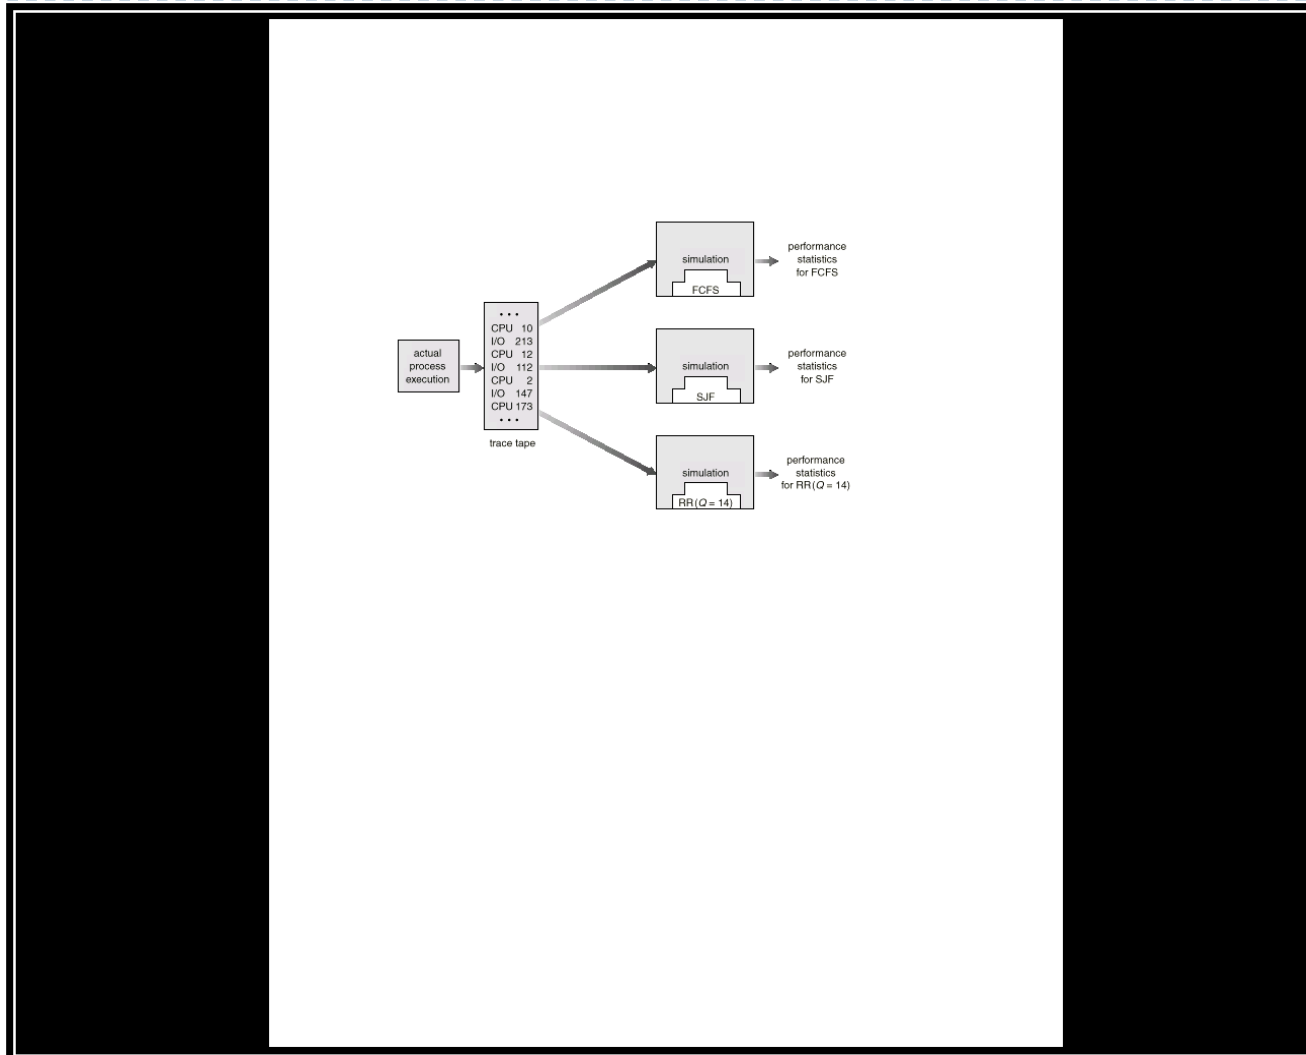 actual
process
execution
• • •
CPU 10
I/O 213
CPU 12
I/O 112
CPU 2
I/O 147
CPU 173
• • •
trace tape
simulation
FCFS
performance
statistics
for FCFS
simulation
SJF
performance
statistics
for SJF
simulation
RR (Q = 14)
performance
statistics
for RR (Q = 14)